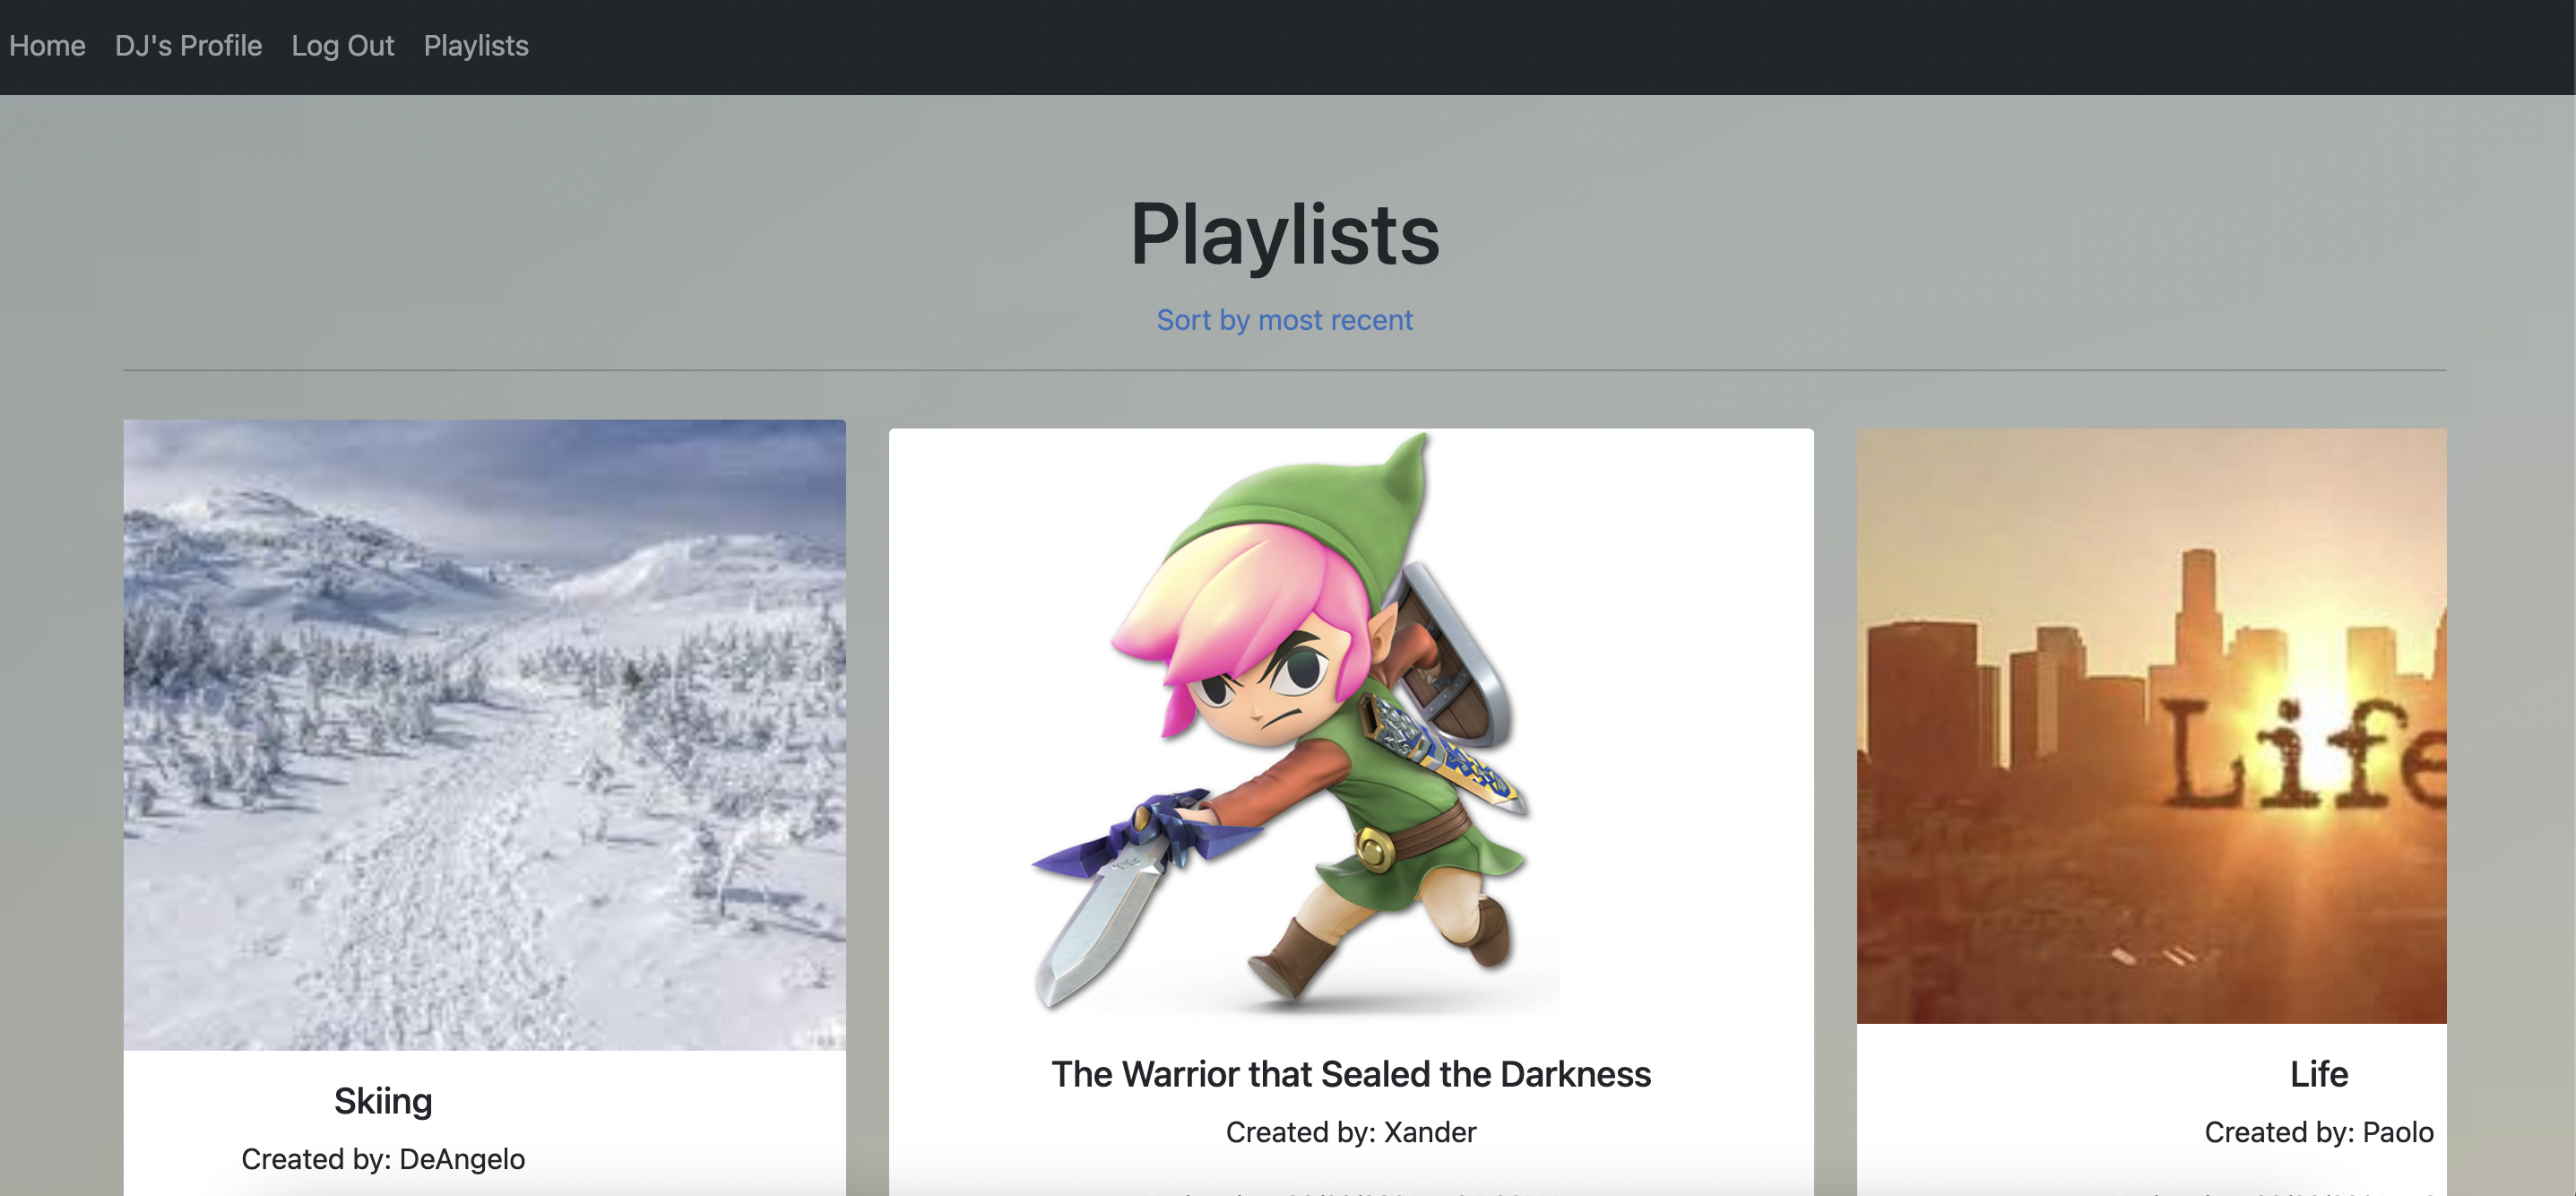 Home DJ's Profile Log Out Playlists
Playlists
Sort by most recent
Life
Skiing
Created by: DeAngelo
The Warrior that Sealed the Darkness
Created by: Xander
Life
Created by: Paolo